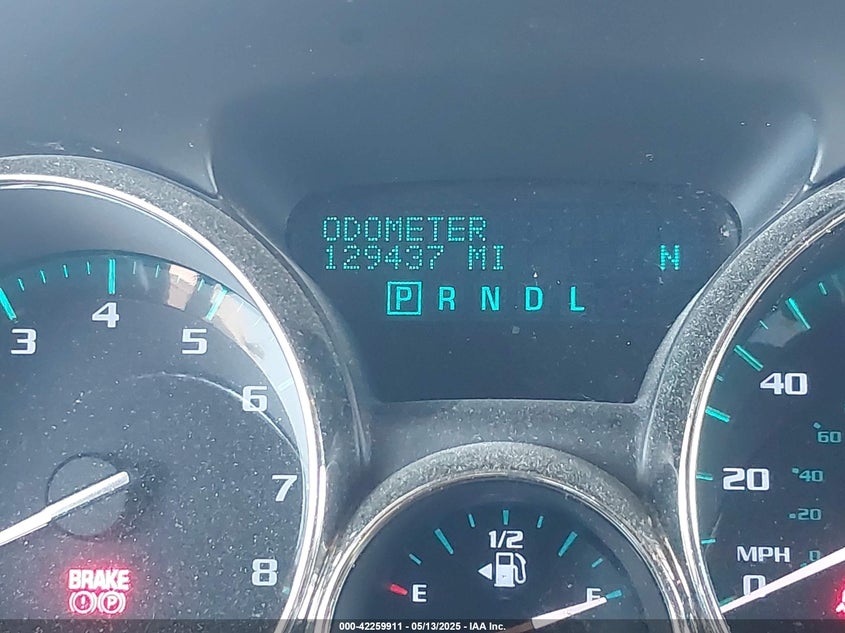 ODOMETER
129437 MI N
P R N D L
3 4 5 6 7 8
BRAKE
P
1/2
E F
40
20
0
MPH
60
40
20
0
000-42259911 - 05/13/2025 - IAA Inc.